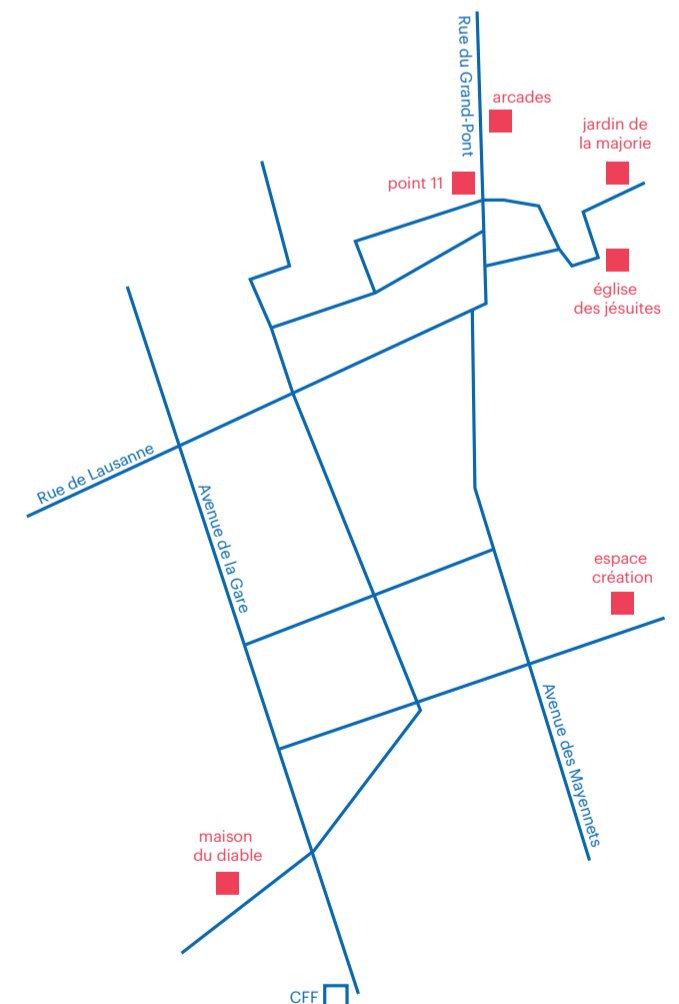 Rue du Grand-Pont
arcades
jardin de
la majorie
point 11
église
des jésuites
Rue de Lausanne
Avenue de la Gare
espace
création
Avenue des Mayennets
maison
du diable
CFF